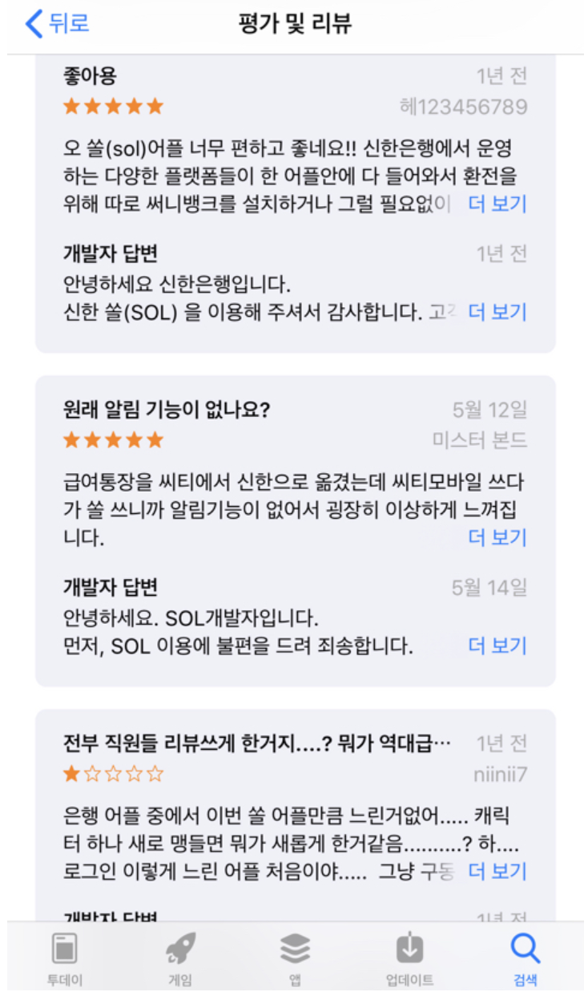 뒤로
평가 및 리뷰
좋아용
1년 전
헤123456789
오 쏠(sol)어플 너무 편하고 좋네요!! 신한은행에서 운영
하는 다양한 플랫폼들이 한 어플안에 다 들어와서 환전을
위해 따로 써니뱅크를 설치하거나 그럴 필요없이 더 보기
개발자 답변
1년 전
안녕하세요 신한은행입니다.
신한 쏠(SOL) 을 이용해 주셔서 감사합니다. 고객 더 보기
원래 알림 기능이 없나요?
5월 12일
미스터 본드
급여통장을 씨티에서 신한으로 옮겼는데 씨티모바일 쓰다
가 쏠 쓰니까 알림기능이 없어서 굉장히 이상하게 느껴집
니다. 더 보기
개발자 답변
5월 14일
안녕하세요. SOL개발자입니다.
먼저, SOL 이용에 불편을 드려 죄송합니다. 더 보기
전부 직원들 리뷰쓰게 한거지....? 뭐가 역대급…
1년 전
niinii7
은행 어플 중에서 이번 쏠 어플만큼 느린거없어..... 캐릭
터 하나 새로 맹들면 뭐가 새롭게 한거같음..........? 하....
로그인 이렇게 느린 어플 처음이야..... 그냥 구동 더 보기
개발자 답변
1년 전
투데이
게임
앱
업데이트
검색